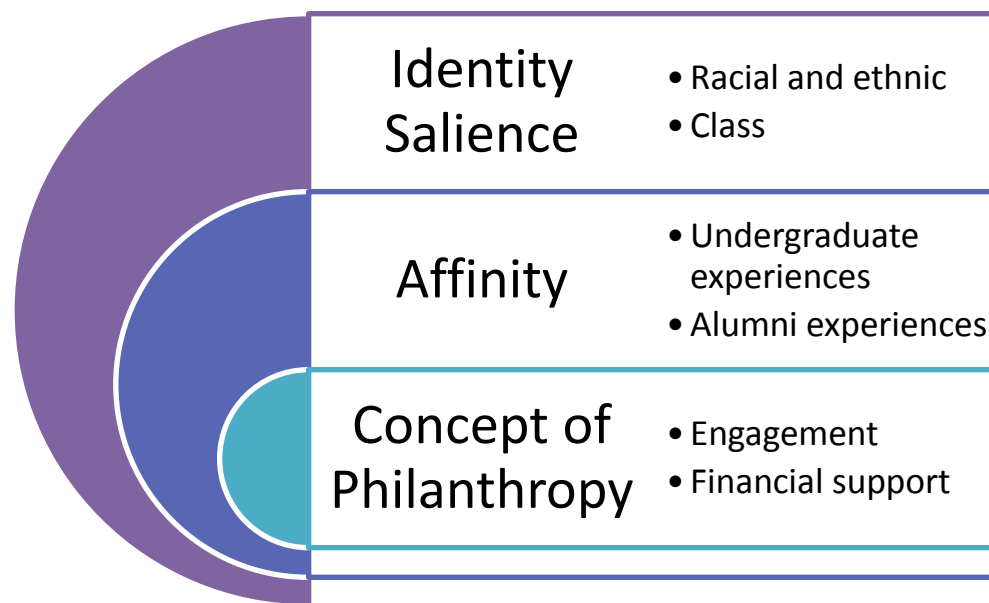 Identity
Salience
• Racial and ethnic
• Class
Affinity
• Undergraduate
experiences
• Alumni experiences
Concept of
Philanthropy
• Engagement
• Financial support